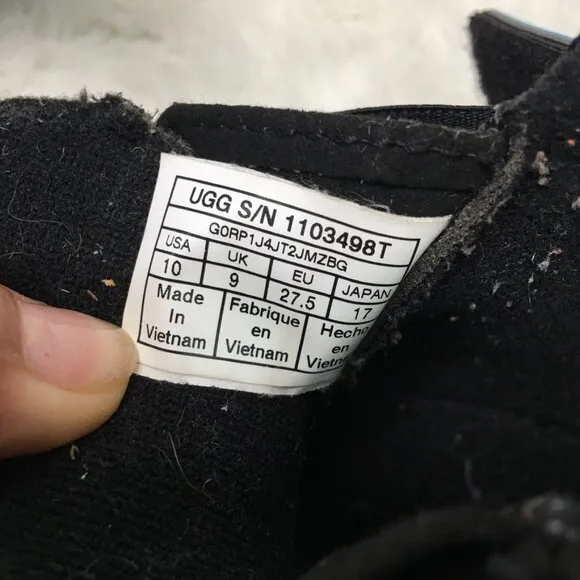 UGG S/N 1103498T
G0RP1J4JT2JMZBG
USA UK EU JAPAN
10 9 27.5 17
Made Fabrique Hecho
In en en
Vietnam Vietnam